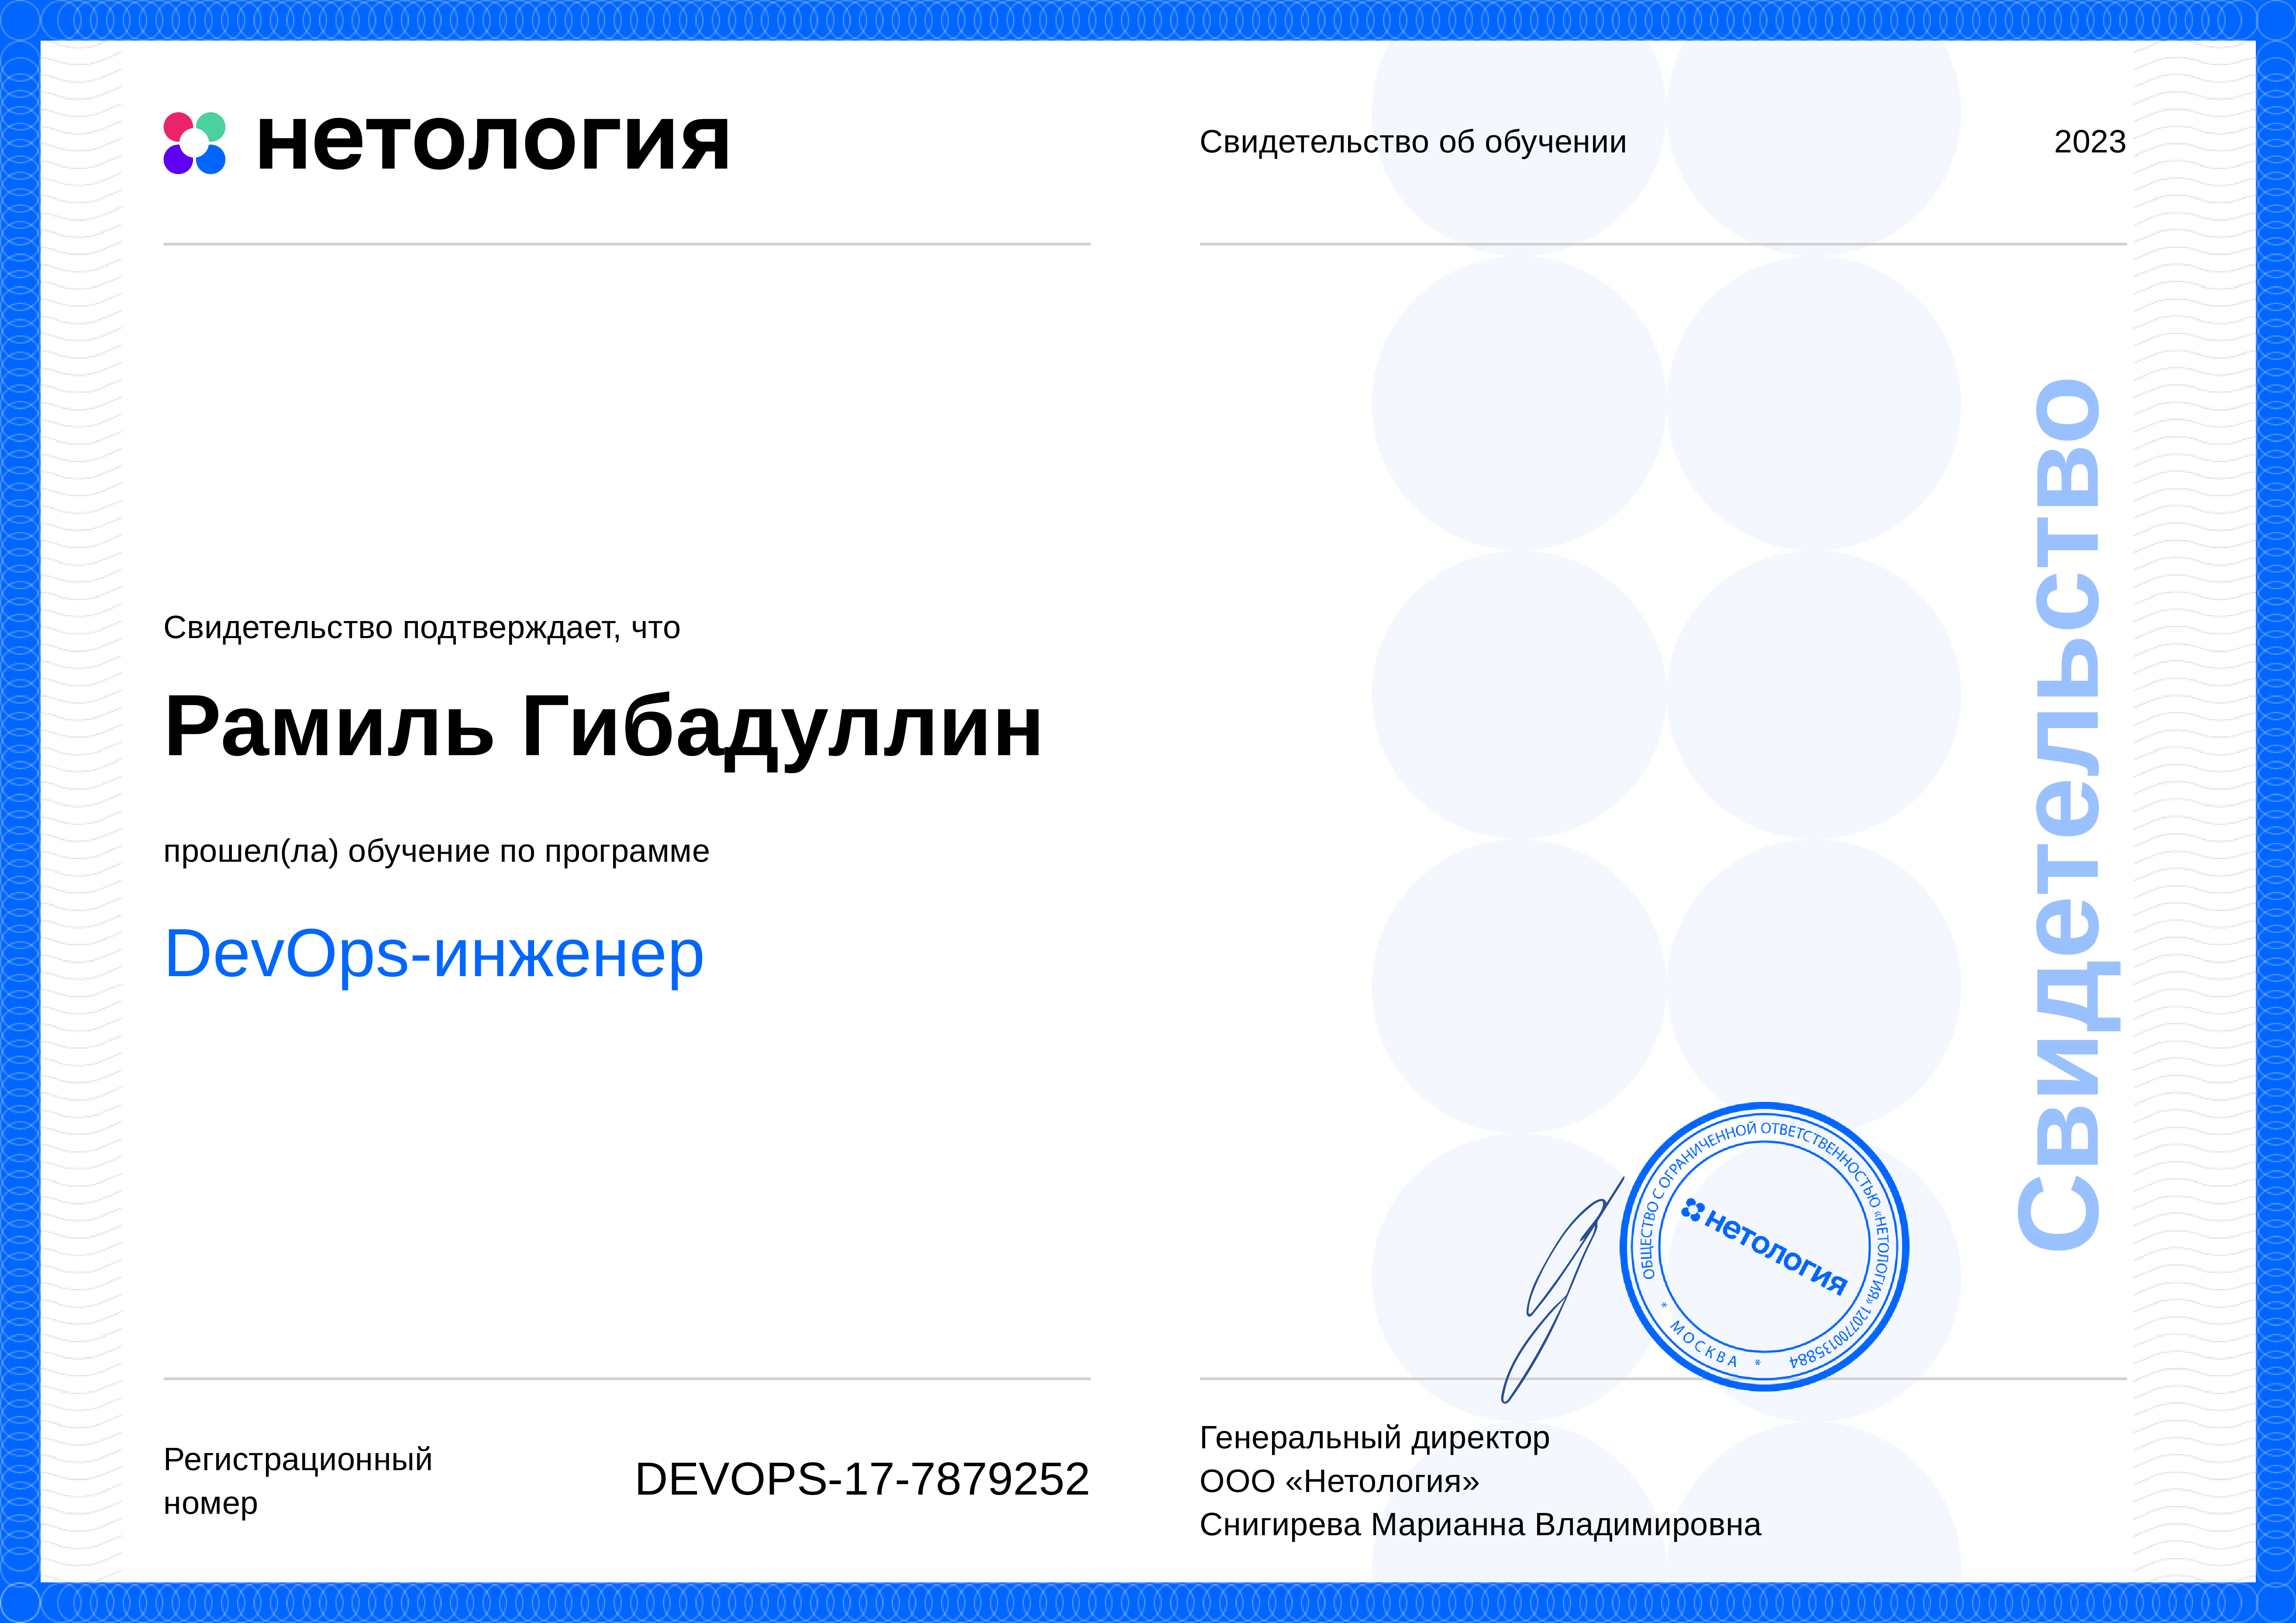 нетология
Свидетельство об обучении
2023
Свидетельство подтверждает, что
Рамиль Гибадуллин
прошел(ла) обучение по программе
DevOps-инженер
Свидетельство
ОБЩЕСТВО С ОГРАНИЧЕННОЙ ОТВЕТСТВЕННОСТЬЮ «НЕТОЛОГИЯ» 1207700135884
* МОСКВА *
нетология
Регистрационный
номер
DEVOPS-17-7879252
Генеральный директор
ООО «Нетология»
Снигирева Марианна Владимировна